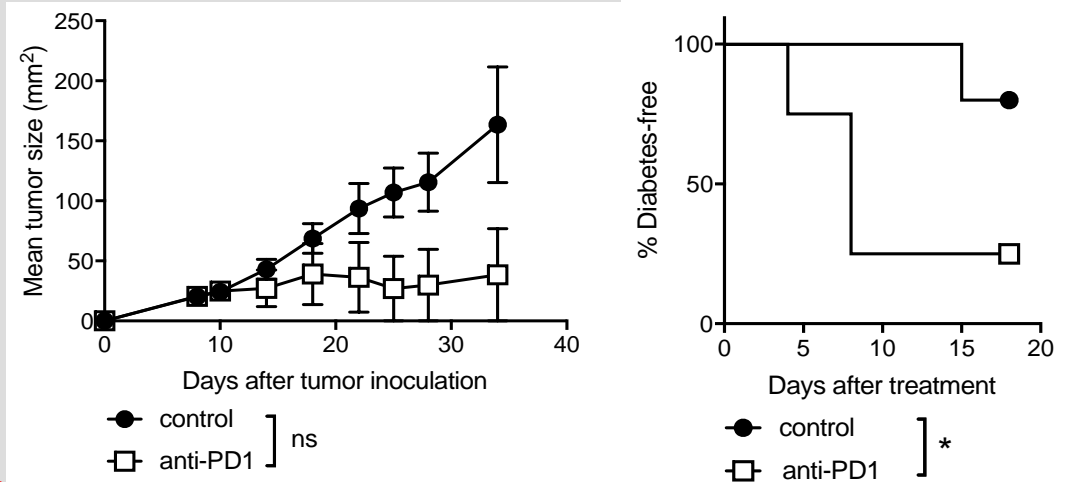 Mean tumor size (mm²)
250
200
150
100
50
0
0 10 20 30 40
Days after tumor inoculation
control
anti-PD1
ns
% Diabetes-free
100
50
0
0 5 10 15 20
Days after treatment
control
anti-PD1
*